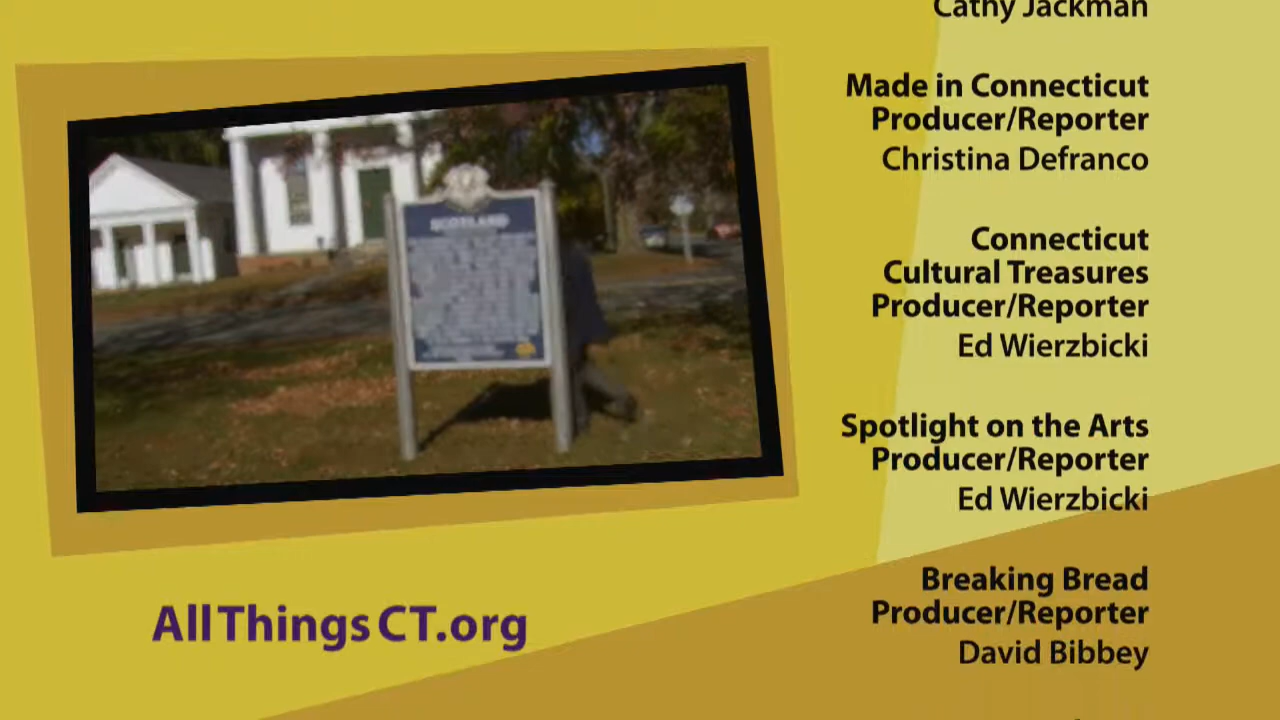 Cathy Jackman
Made in Connecticut
Producer/Reporter
Christina Defranco
Connecticut
Cultural Treasures
Producer/Reporter
Ed Wierzbicki
Spotlight on the Arts
Producer/Reporter
Ed Wierzbicki
Breaking Bread
Producer/Reporter
David Bibbey
SCOTLAND
AllThingsCT.org